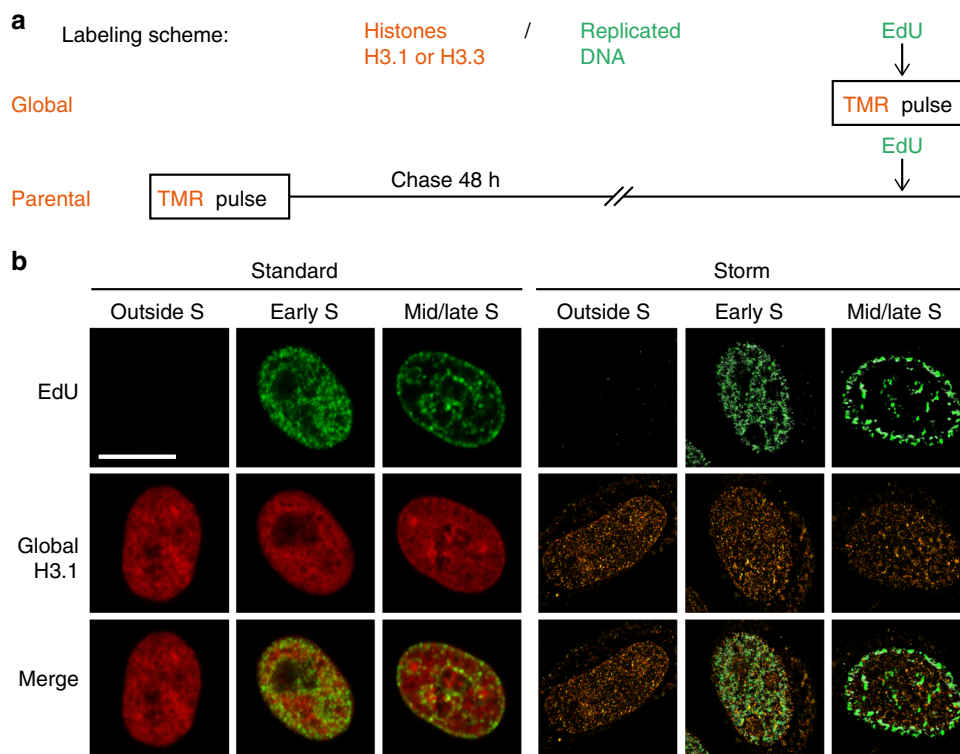 a
Labeling scheme:
Histones / Replicated EdU
H3.1 or H3.3 DNA
Global
TMR pulse
EdU
Parental
TMR pulse
Chase 48 h
b
Standard Storm
Outside S Early S Mid/late S Outside S Early S Mid/late S
EdU
Global
H3.1
Merge